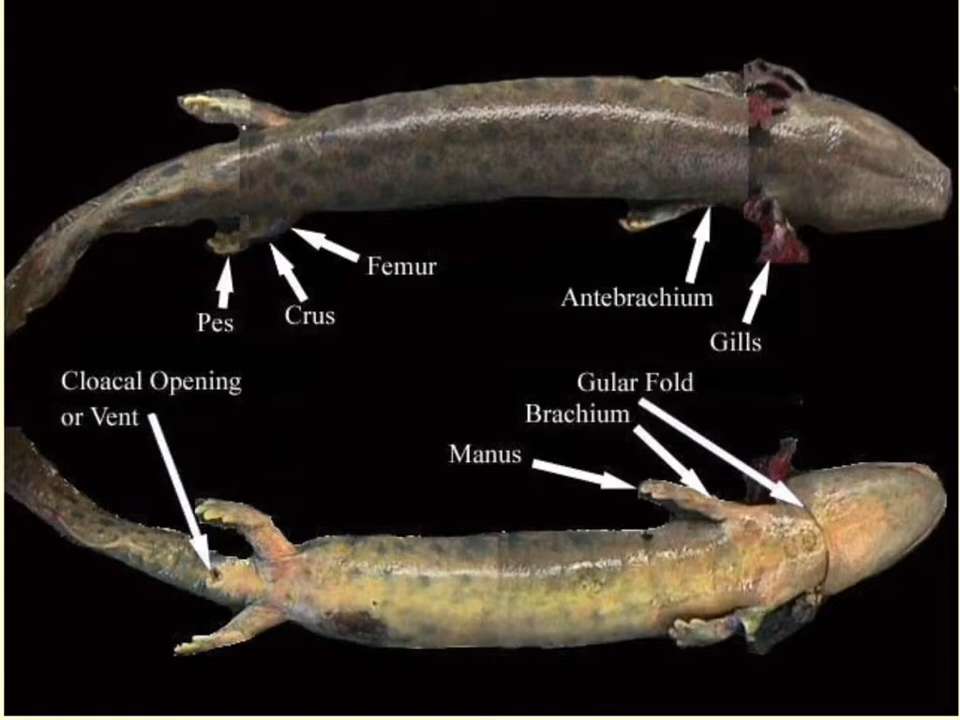 Femur
Antebrachium
Pes
Crus
Gills
Cloacal Opening
or Vent
Gular Fold
Brachium
Manus